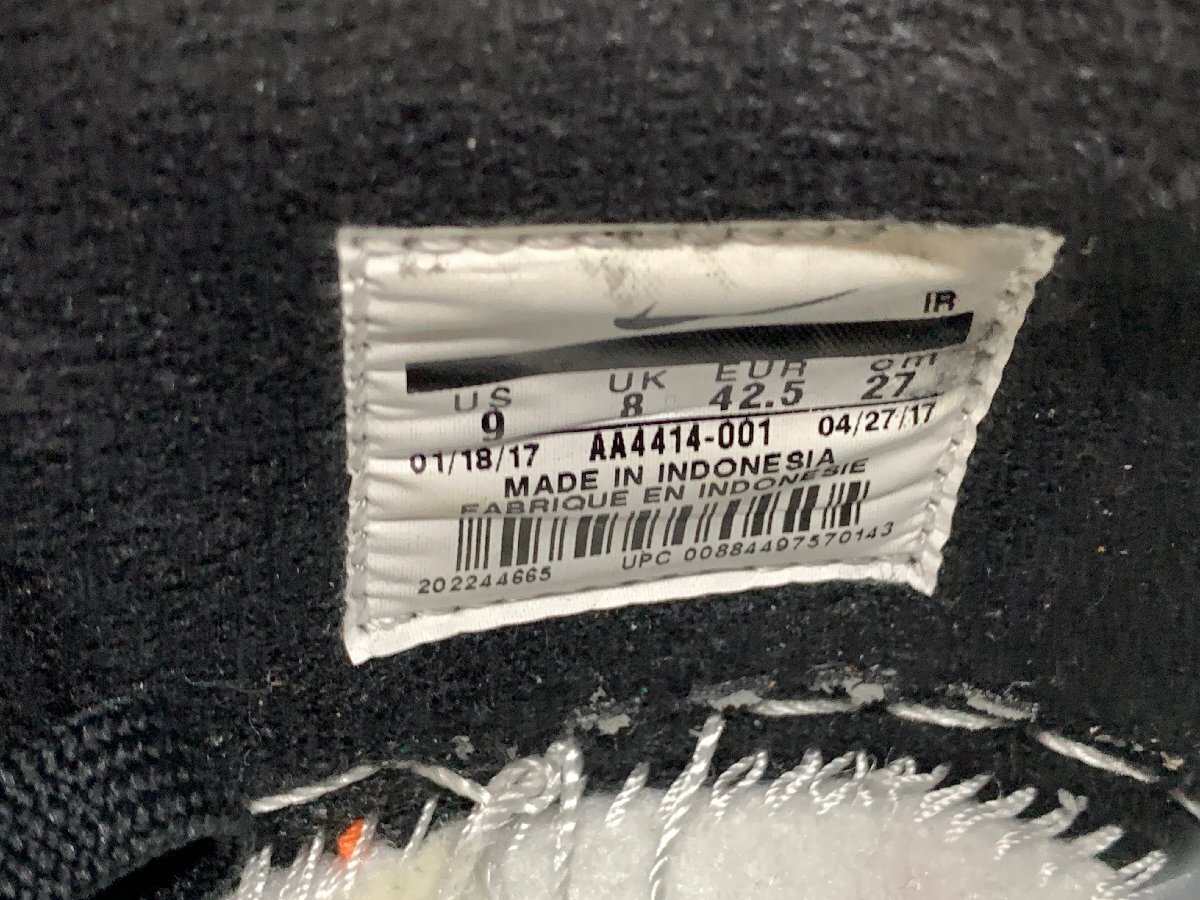 IR
US UK EUR cm
9 8 42.5 27
01/18/17 AA4414-001 04/27/17
MADE IN INDONESIA
FABRIQUE EN INDONESIE
202244665 UPC 00884497570143